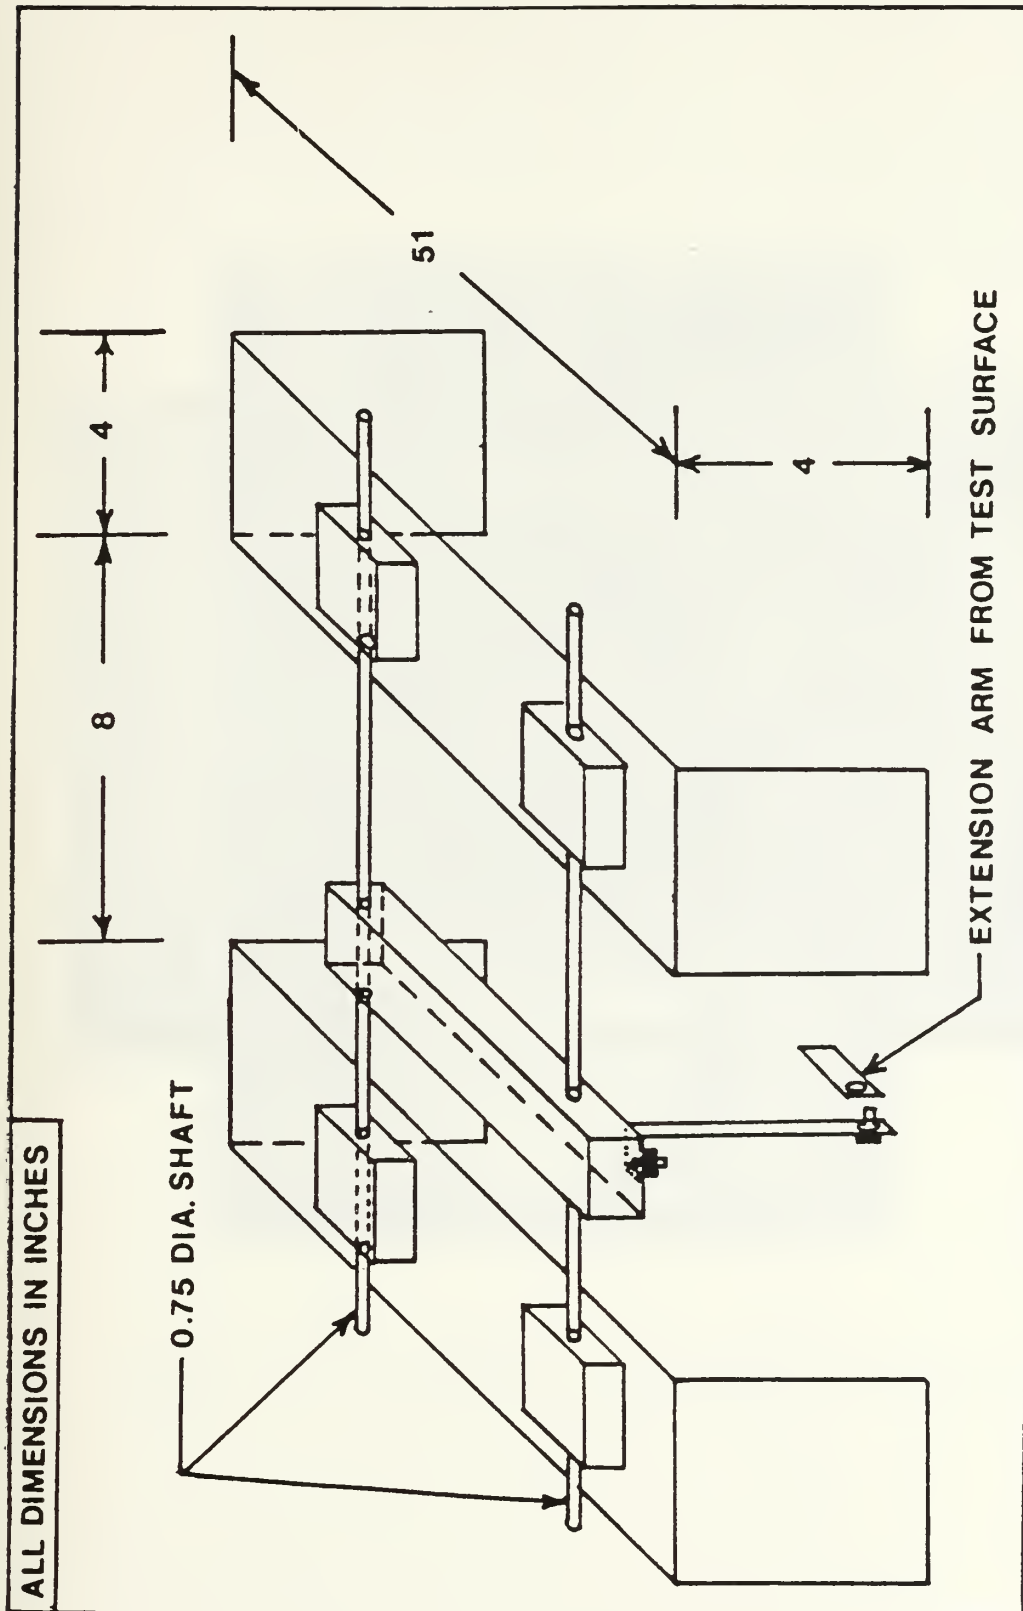 ALL DIMENSIONS IN INCHES
0.75 DIA. SHAFT
8
4
51
4
EXTENSION ARM FROM TEST SURFACE